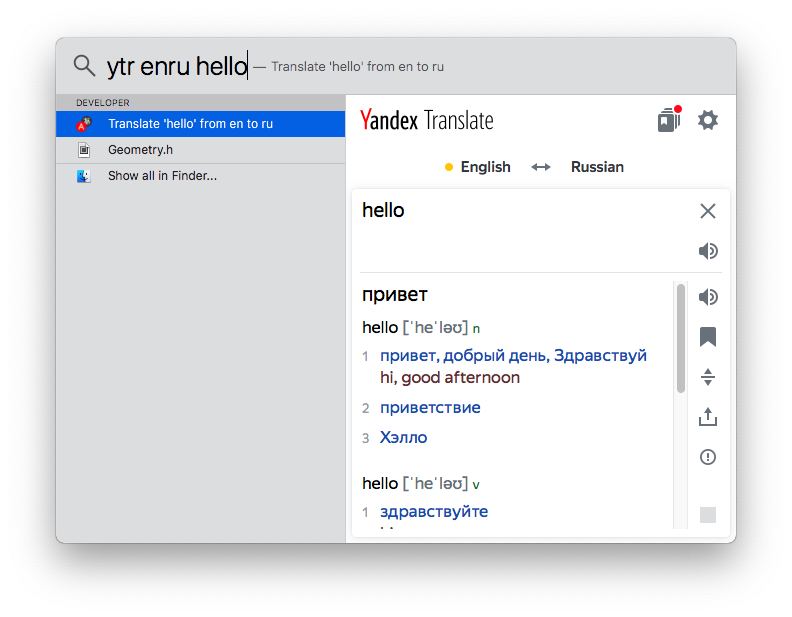 ytr enru hello — Translate 'hello' from en to ru
DEVELOPER
Translate 'hello' from en to ru
Geometry.h
Show all in Finder...
Yandex Translate
English ↔ Russian
hello
привет
hello [ˈheˈləʊ] n
1 привет, добрый день, Здравствуй
hi, good afternoon
2 приветствие
3 Хэлло
hello [ˈheˈləʊ] v
1 здравствуйте